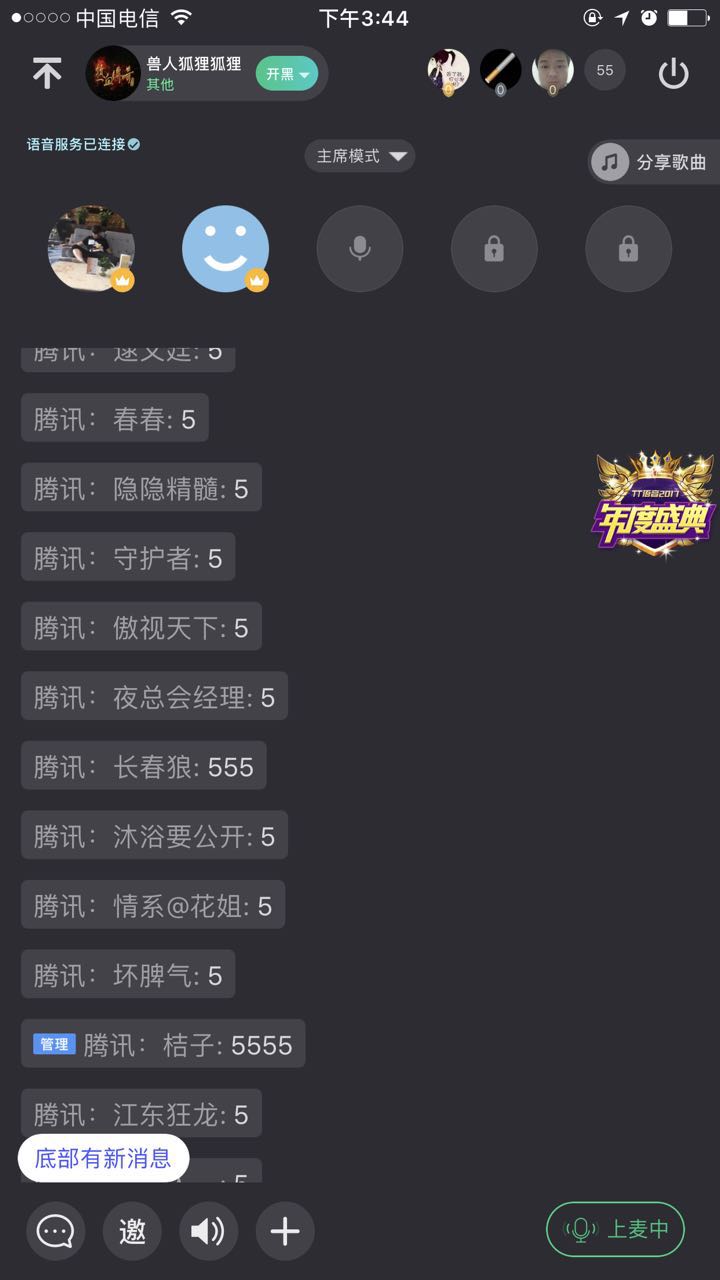 中国电信
下午3:44
兽人狐狸狐狸
其他
开黑
0
0
0
55
语音服务已连接
主席模式
分享歌曲
腾讯： 逯文廷: 5
腾讯： 春春: 5
腾讯： 隐隐精髓: 5
TT语音2017
年度盛典
腾讯： 守护者: 5
腾讯： 傲视天下: 5
腾讯： 夜总会经理: 5
腾讯： 长春狼: 555
腾讯： 沐浴要公开: 5
腾讯： 情系@花姐: 5
腾讯： 坏脾气: 5
管理 腾讯： 桔子: 5555
腾讯： 江东狂龙: 5
底部有新消息
: 5
邀
上麦中